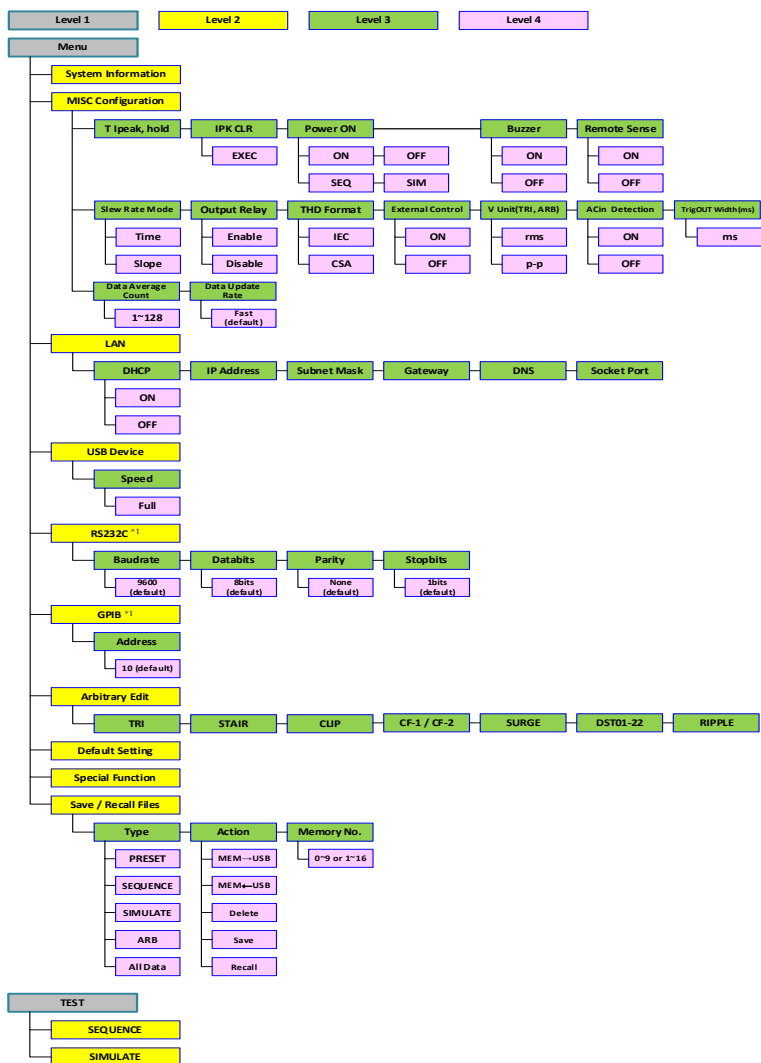 Level 1 Level 2 Level 3 Level 4
Menu
System Information
MISC Configuration
T Ipeak, hold IPK CLR Power ON Buzzer Remote Sense
EXEC ON OFF ON ON
SEQ SIM OFF OFF
Slew Rate Mode Output Relay THD Format External Control V Unit(TRI, ARB) ACin Detection TrigOUT Width(ms)
Time Enable IEC ON rms ON ms
Slope Disable CSA OFF p-p OFF
Data Average Count Data Update Rate
1~128 Fast (default)
LAN
DHCP IP Address Subnet Mask Gateway DNS Socket Port
ON
OFF
USB Device
Speed
Full
RS232C *1
Baudrate Databits Parity Stopbits
9600 (default) 8bits (default) None (default) 1bits (default)
GPIB *1
Address
10 (default)
Arbitrary Edit
TRI STAIR CLIP CF-1 / CF-2 SURGE DST01-22 RIPPLE
Default Setting
Special Function
Save / Recall Files
Type Action Memory No.
PRESET MEM→USB 0~9 or 1~16
SEQUENCE MEM←USB
SIMULATE Delete
ARB Save
All Data Recall
TEST
SEQUENCE
SIMULATE